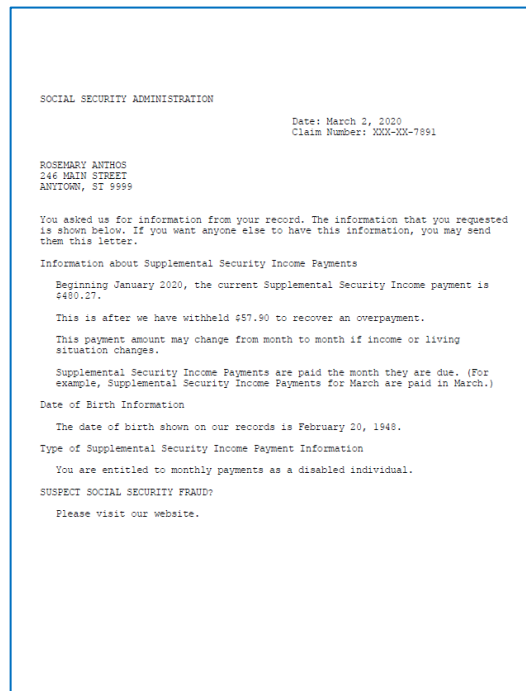 SOCIAL SECURITY ADMINISTRATION
Date: March 2, 2020
Claim Number: XXX-XX-7891
ROSEMARY ANTHOS
246 MAIN STREET
ANYTOWN, ST 9999
You asked us for information from your record. The information that you requested
is shown below. If you want anyone else to have this information, you may send
them this letter.
Information about Supplemental Security Income Payments
Beginning January 2020, the current Supplemental Security Income payment is
$480.27.
This is after we have withheld $57.90 to recover an overpayment.
This payment amount may change from month to month if income or living
situation changes.
Supplemental Security Income Payments are paid the month they are due. (For
example, Supplemental Security Income Payments for March are paid in March.)
Date of Birth Information
The date of birth shown on our records is February 20, 1948.
Type of Supplemental Security Income Payment Information
You are entitled to monthly payments as a disabled individual.
SUSPECT SOCIAL SECURITY FRAUD?
Please visit our website.